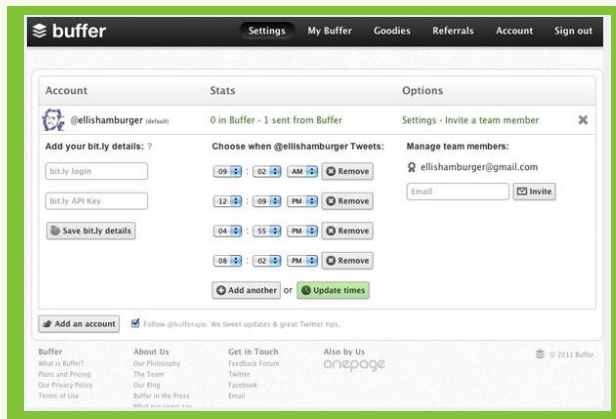 buffer
Settings My Buffer Goodies Referrals Account Sign out
Account Stats Options
@ellishamburger (default) 0 in Buffer · 1 sent from Buffer Settings · Invite a team member
Add your bit.ly details: ? Choose when @ellishamburger Tweets: Manage team members:
bit.ly login 09 : 02 AM Remove ellishamburger@gmail.com
bit.ly API Key 12 : 09 PM Remove Email Invite
Save bit.ly details 04 : 55 PM Remove
08 : 02 PM Remove
Add another or Update times
Add an account Follow @bufferapp. We tweet updates & great Twitter tips.
Buffer About Us Get in Touch Also by Us © 2011 Buffer.
What is Buffer? Our Philosophy Feedback Forum onepage
Plans and Pricing The Team Twitter
Our Privacy Policy Our Blog Facebook
Terms of Use Buffer in the Press Email
What our users say